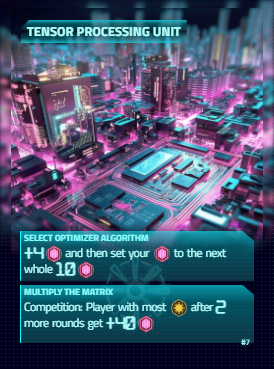 TENSOR PROCESSING UNIT
SELECT OPTIMIZER ALGORITHM
+4 and then set your to the next
whole 10
MULTIPLY THE MATRIX
Competition: Player with most after 2
more rounds get +40
#7